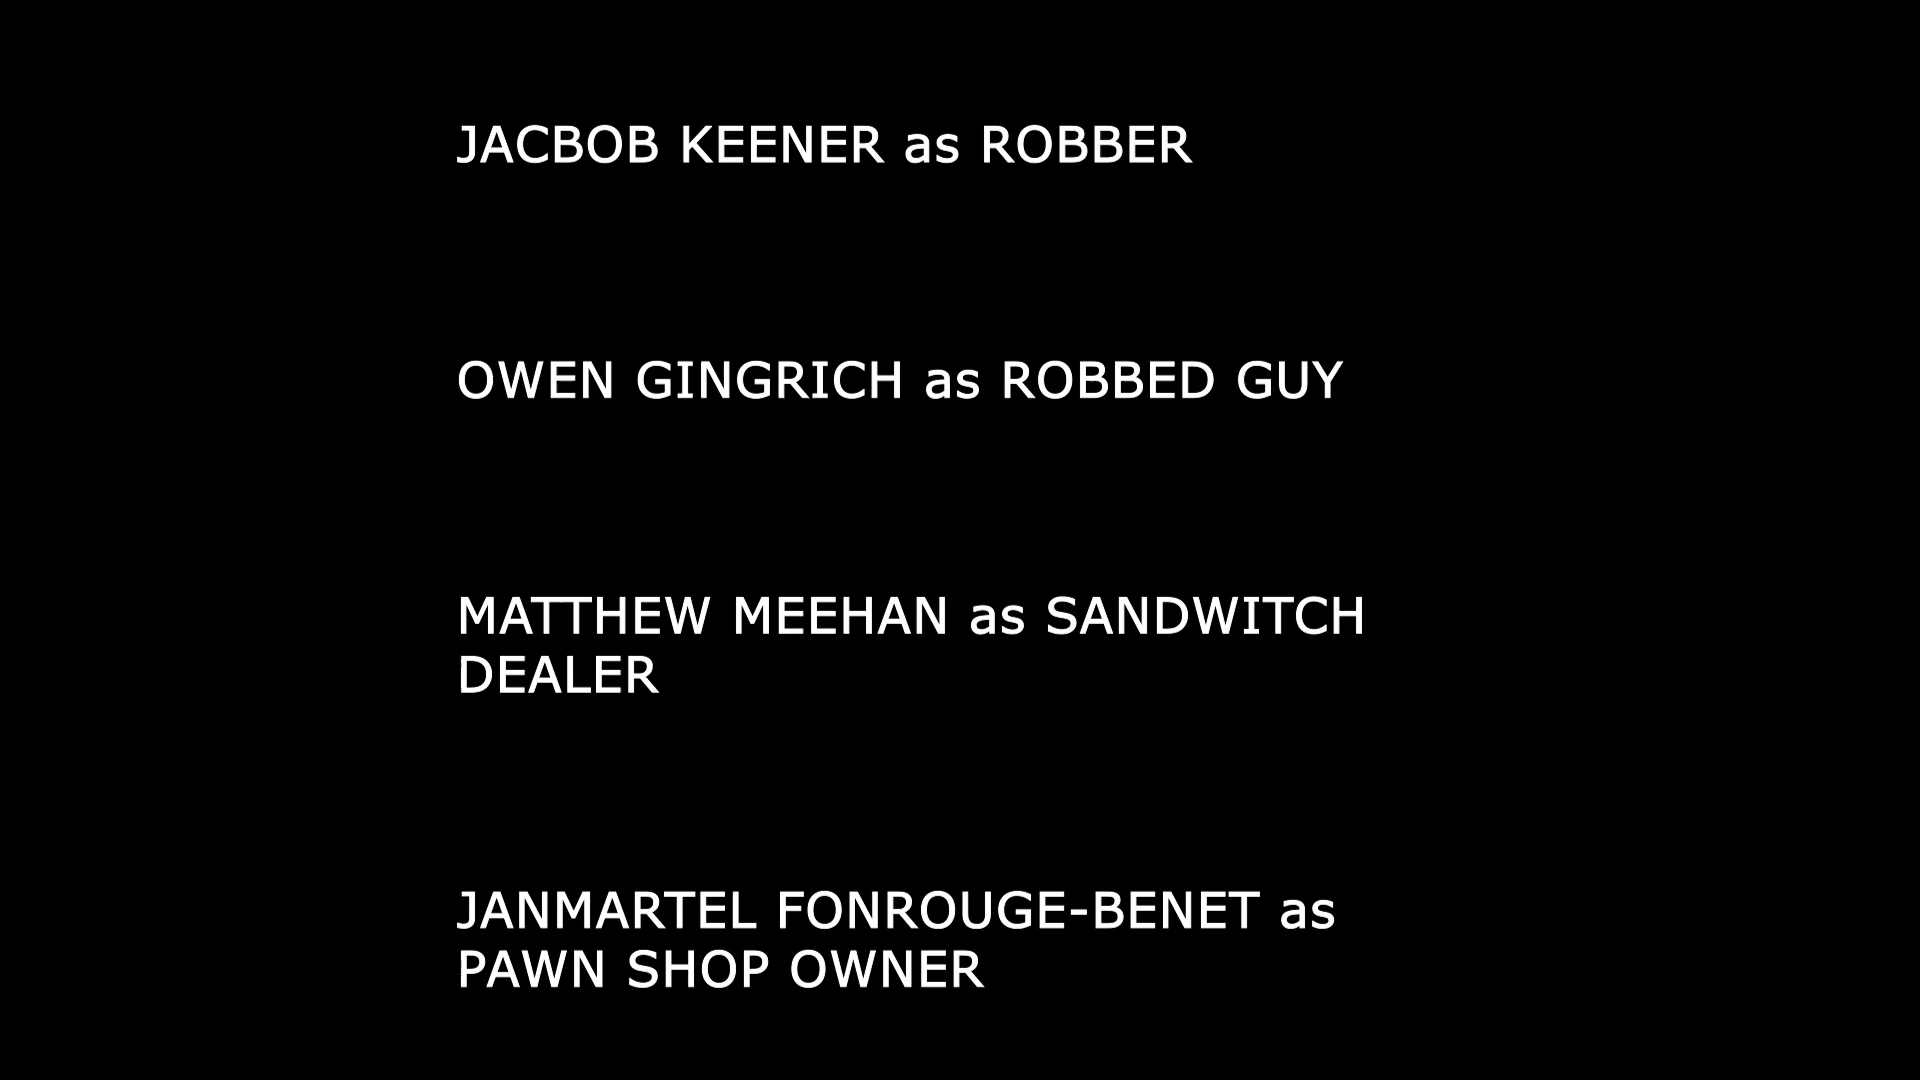 JACBOB KEENER as ROBBER
OWEN GINGRICH as ROBBED GUY
MATTHEW MEEHAN as SANDWITCH
DEALER
JANMARTEL FONROUGE-BENET as
PAWN SHOP OWNER